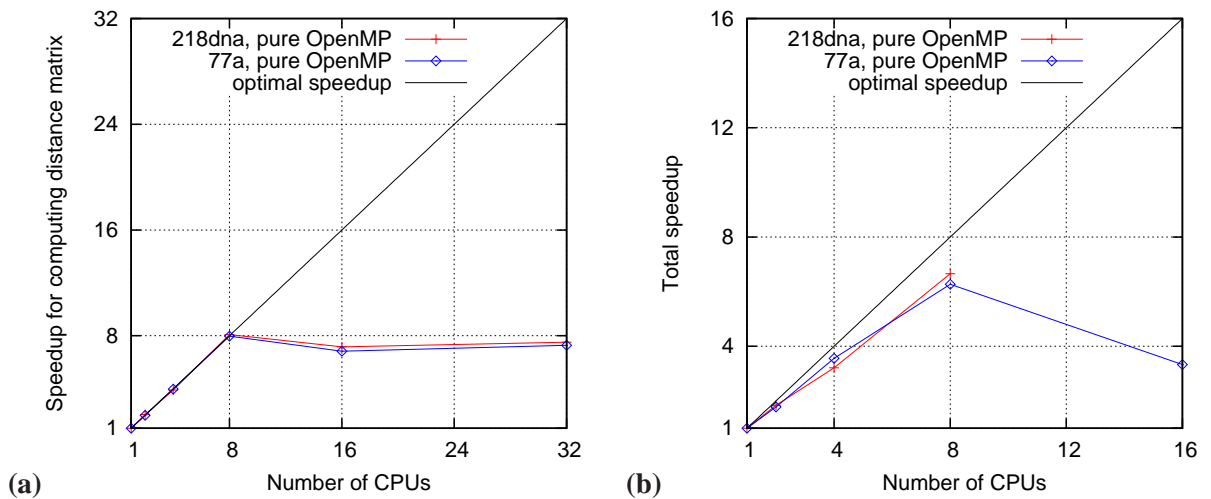 32
24
16
8
1
Speedup for computing distance matrix
218dna, pure OpenMP
77a, pure OpenMP
optimal speedup
1 8 16 24 32
Number of CPUs
(a)
16
12
8
4
1
Total speedup
218dna, pure OpenMP
77a, pure OpenMP
optimal speedup
1 4 8 12 16
Number of CPUs
(b)